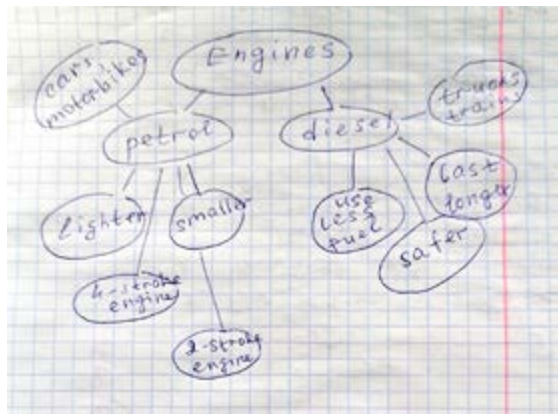 Engines
cars,
motorbikes
petrol
diesel
trucks
trains
lighter
smaller
use
less
fuel
last
longer
safer
4-stroke
engine
2-stroke
engine